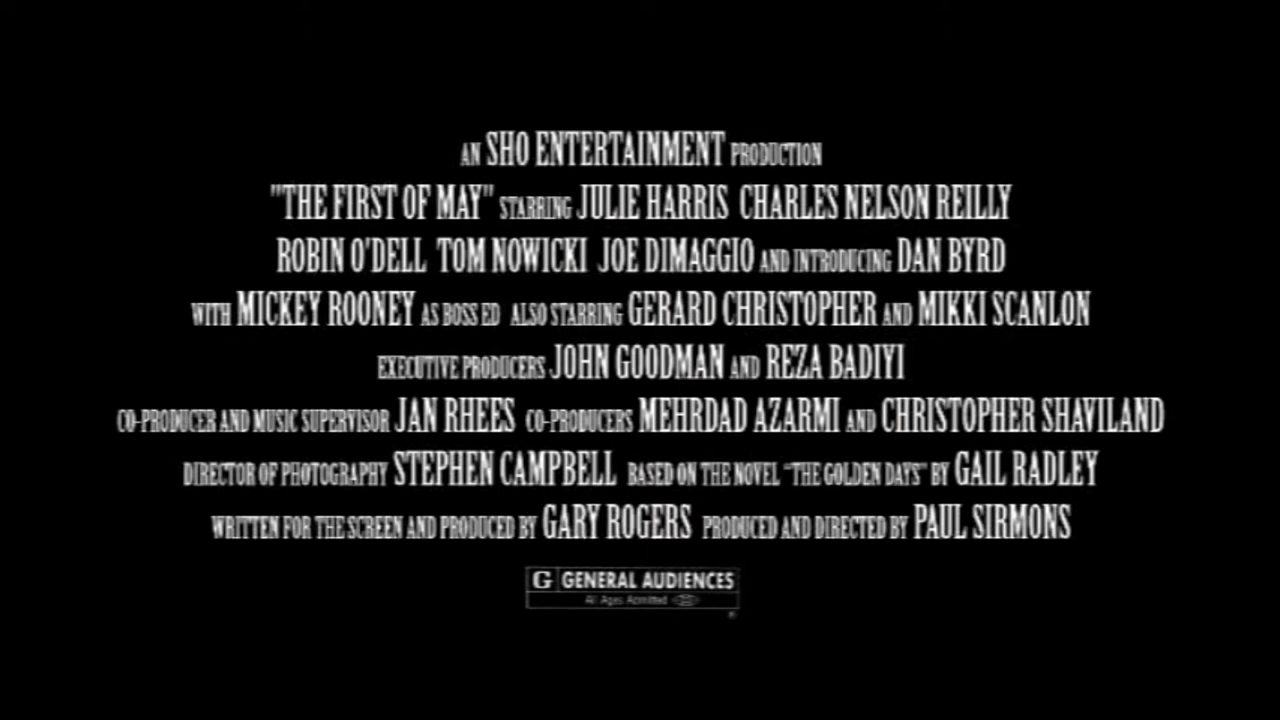 AN SHO ENTERTAINMENT PRODUCTION
"THE FIRST OF MAY" STARRING JULIE HARRIS CHARLES NELSON REILLY
ROBIN O'DELL TOM NOWICKI JOE DIMAGGIO AND INTRODUCING DAN BYRD
WITH MICKEY ROONEY AS BOSS ED ALSO STARRING GERARD CHRISTOPHER AND MIKKI SCANLON
EXECUTIVE PRODUCERS JOHN GOODMAN AND REZA BADIYI
CO-PRODUCER AND MUSIC SUPERVISOR JAN RHEES CO-PRODUCERS MEHRDAD AZARMI AND CHRISTOPHER SHAVILAND
DIRECTOR OF PHOTOGRAPHY STEPHEN CAMPBELL BASED ON THE NOVEL "THE GOLDEN DAYS" BY GAIL RADLEY
WRITTEN FOR THE SCREEN AND PRODUCED BY GARY ROGERS PRODUCED AND DIRECTED BY PAUL SIRMONS
G GENERAL AUDIENCES
All Ages Admitted